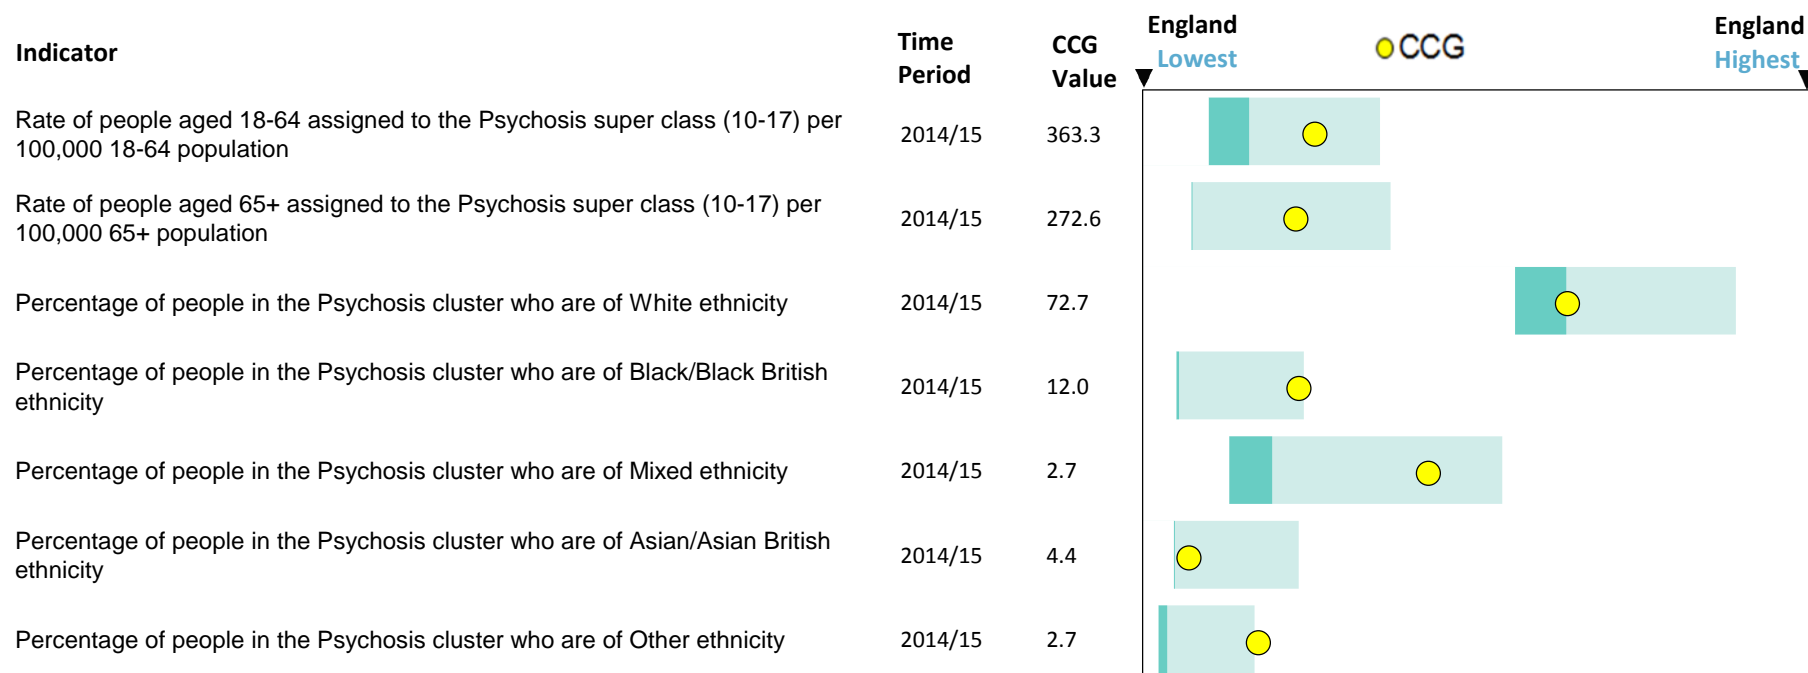 Indicator
Time
Period
CCG
Value
England
Lowest
CCG
England
Highest
Rate of people aged 18-64 assigned to the Psychosis super class (10-17) per
100,000 18-64 population
2014/15
363.3
Rate of people aged 65+ assigned to the Psychosis super class (10-17) per
100,000 65+ population
2014/15
272.6
Percentage of people in the Psychosis cluster who are of White ethnicity
2014/15
72.7
Percentage of people in the Psychosis cluster who are of Black/Black British
ethnicity
2014/15
12.0
Percentage of people in the Psychosis cluster who are of Mixed ethnicity
2014/15
2.7
Percentage of people in the Psychosis cluster who are of Asian/Asian British
ethnicity
2014/15
4.4
Percentage of people in the Psychosis cluster who are of Other ethnicity
2014/15
2.7